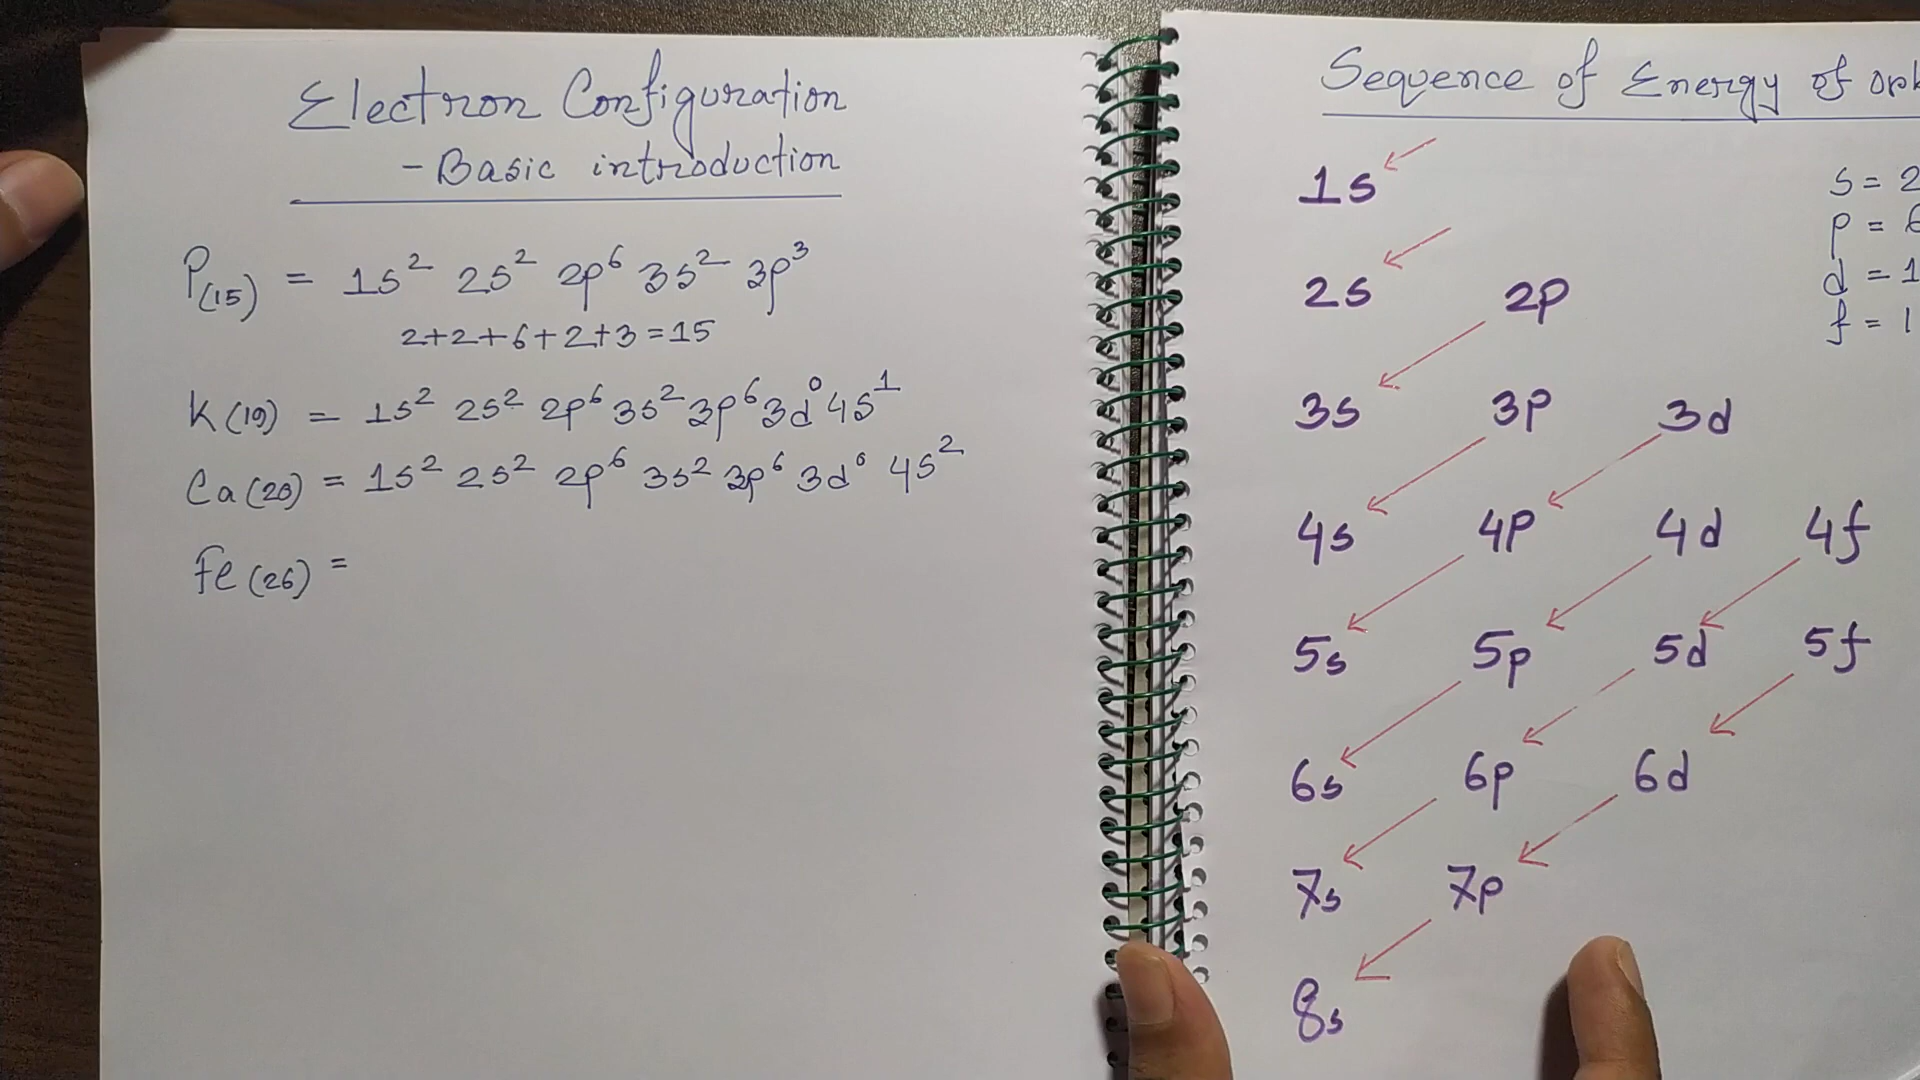 Electron Configuration
- Basic introduction
P(15) = 1s² 2s² 2p⁶ 3s² 3p³
2+2+6+2+3=15
K(19) = 1s² 2s² 2p⁶ 3s² 3p⁶ 3d⁰ 4s¹
Ca(20) = 1s² 2s² 2p⁶ 3s² 3p⁶ 3d⁰ 4s²
Fe(26) =
Sequence of Energy of
s = 2
p = 6
d = 1
f = 1
1s
2s 2p
3s 3p 3d
4s 4p 4d 4f
5s 5p 5d 5f
6s 6p 6d
7s 7p
8s